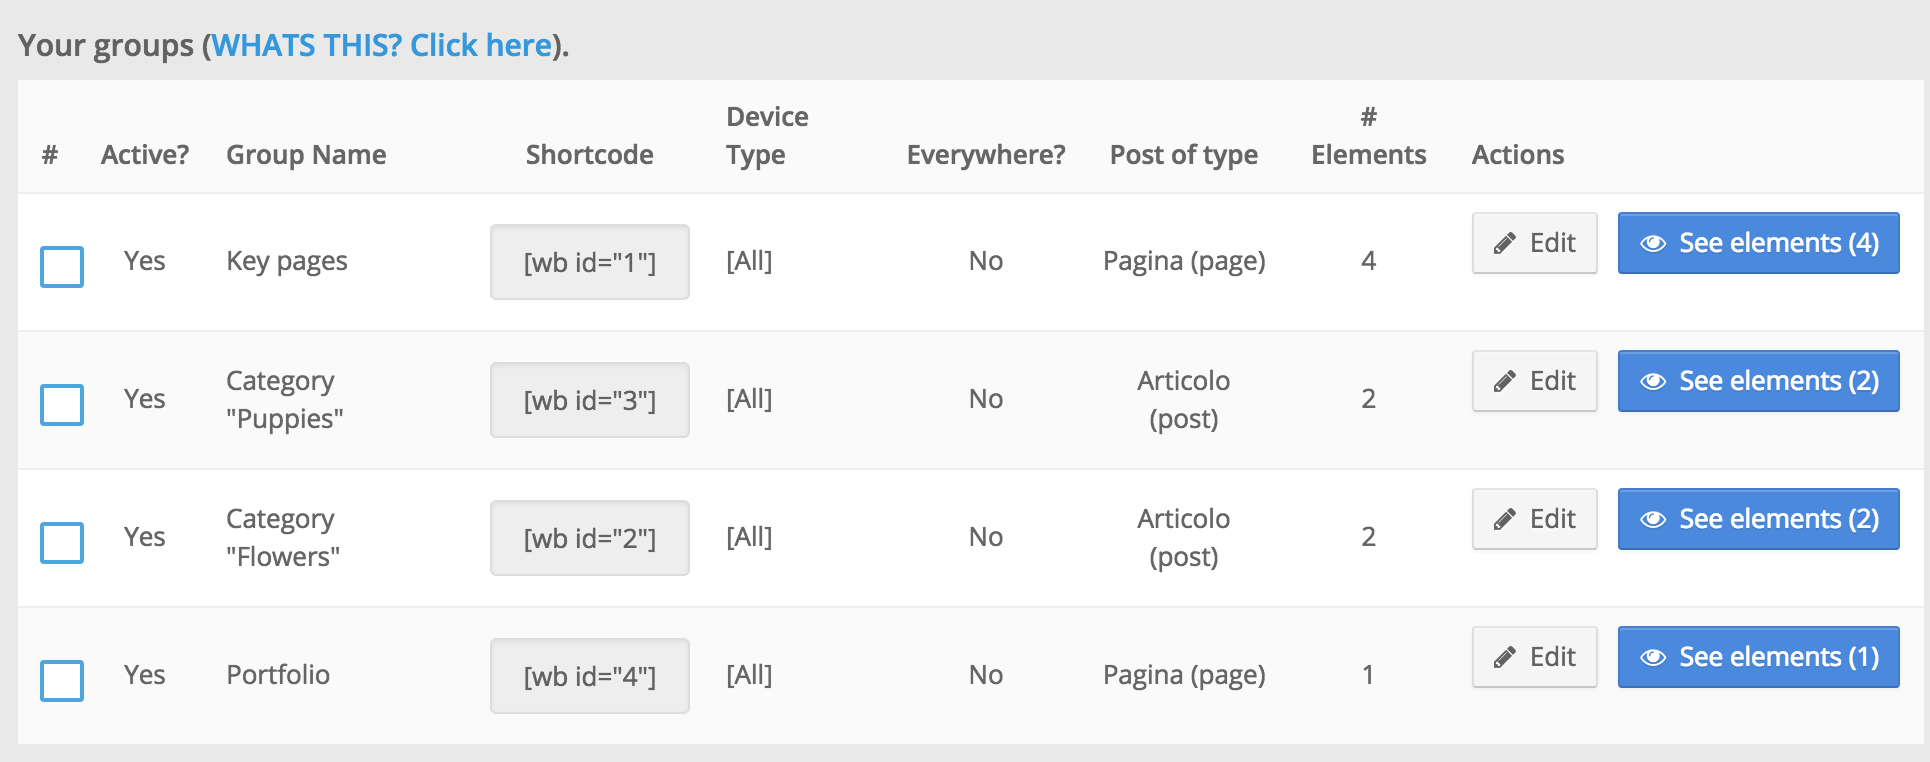 Your groups (WHATS THIS? Click here).
# Active? Group Name Shortcode Device Type Everywhere? Post of type # Elements Actions
Yes Key pages [wb id="1"] [All] No Pagina (page) 4 Edit See elements (4)
Yes Category "Puppies" [wb id="3"] [All] No Articolo (post) 2 Edit See elements (2)
Yes Category "Flowers" [wb id="2"] [All] No Articolo (post) 2 Edit See elements (2)
Yes Portfolio [wb id="4"] [All] No Pagina (page) 1 Edit See elements (1)